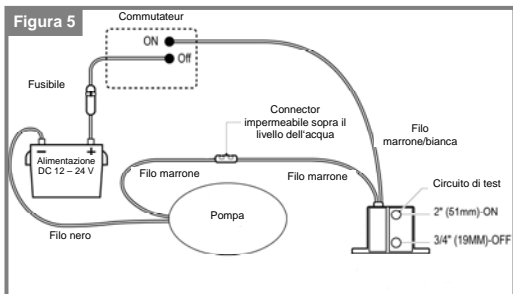 Figura 5
Commutateur
ON
Off
Fusibile
Connector
impermeabile sopra il
livello dell'acqua
Filo
marrone/bianca
– +
Alimentazione
DC 12 – 24 V
Filo marrone
Filo marrone
Circuito di test
2" (51mm)-ON
Pompa
3/4" (19MM)-OFF
Filo nero